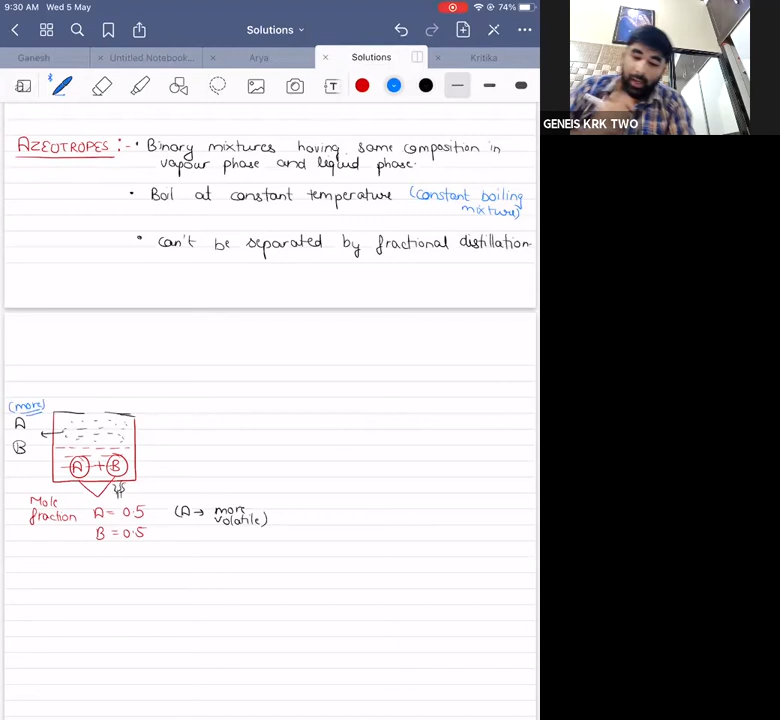 9:30 AM Wed 5 May
74%
Solutions
Ganesh
Untitled Notebook...
Arya
Solutions
Kritika
T
GENEIS KRK TWO
AZEOTROPES :- • Binary mixtures having same composition in
vapour phase and liquid phase.
• Boil at constant temperature (constant boiling
mixture)
• can't be separated by fractional distillation
(more)
A
B
A + B
Mole
fraction A = 0.5 (A → more
volatile)
B = 0.5